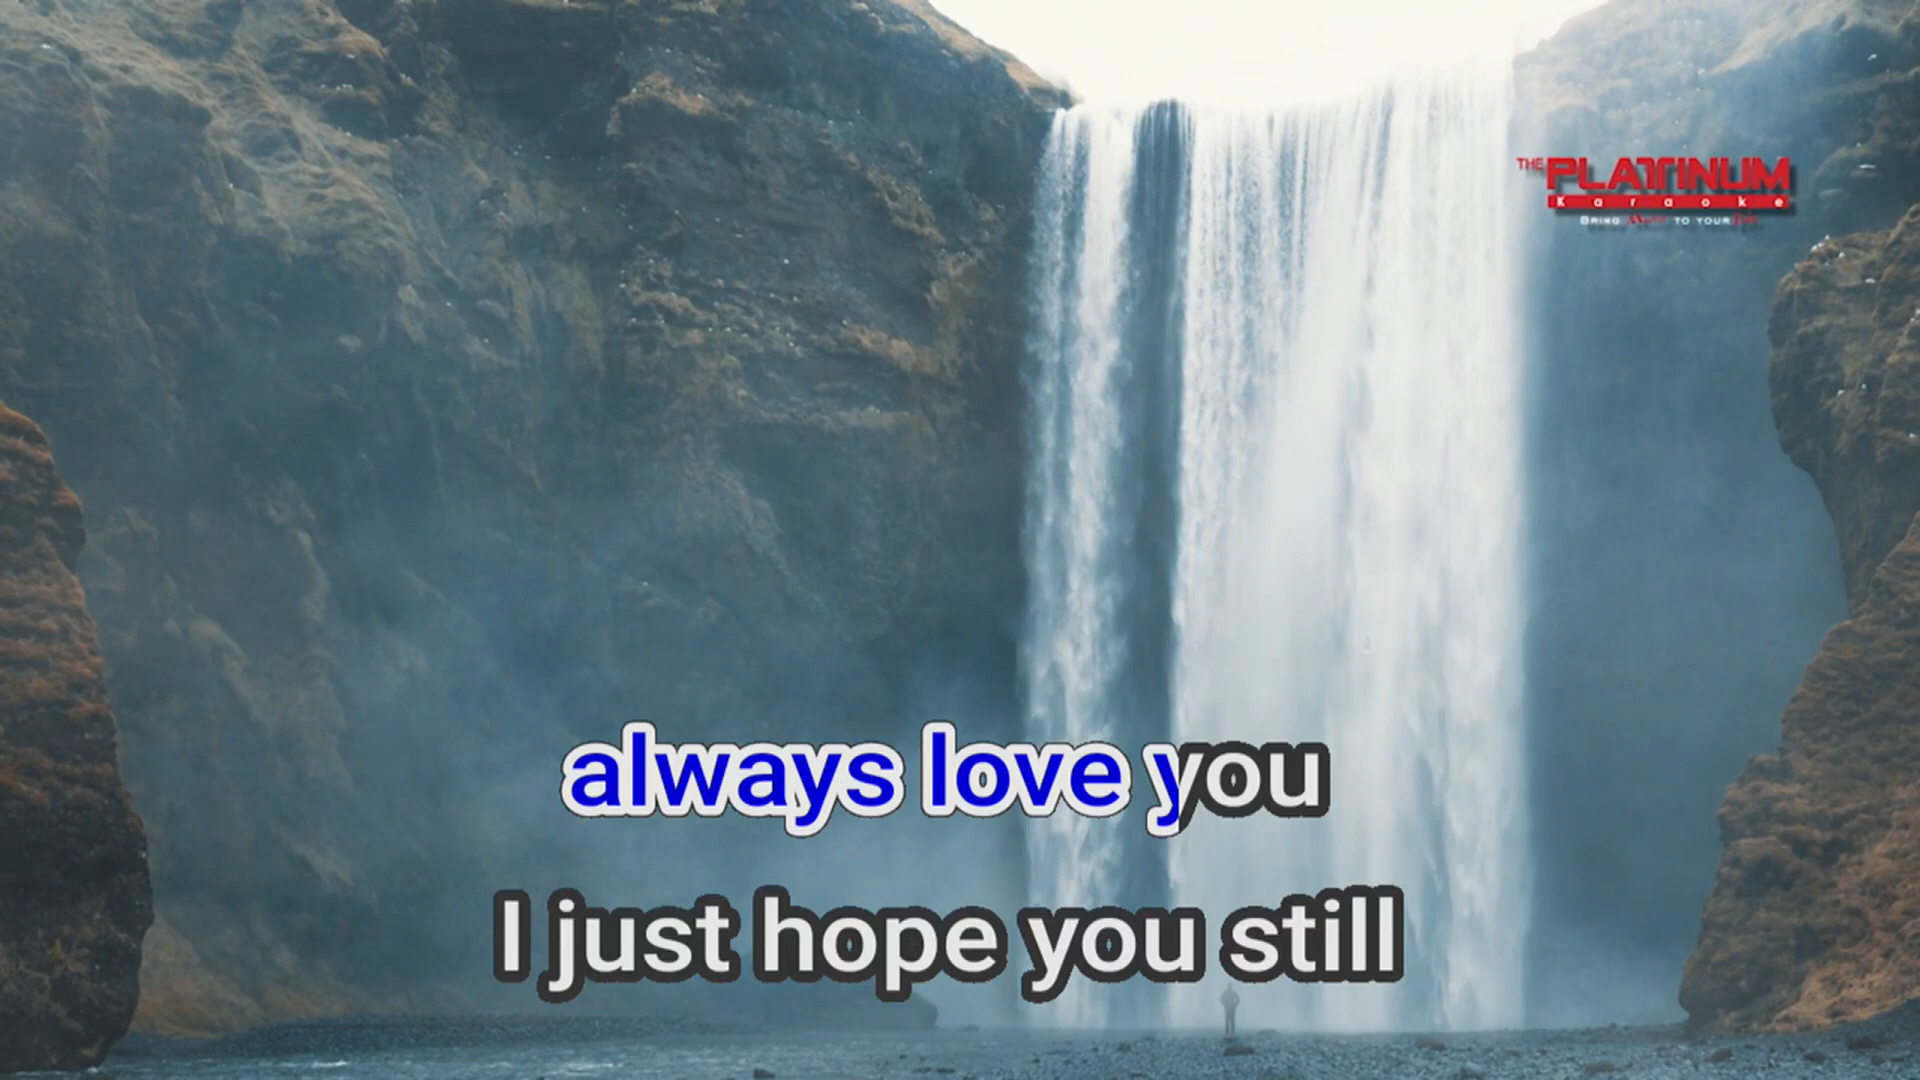 THE PLATINUM
Karaoke
BRING Music TO YOUR Life
always love you
I just hope you still